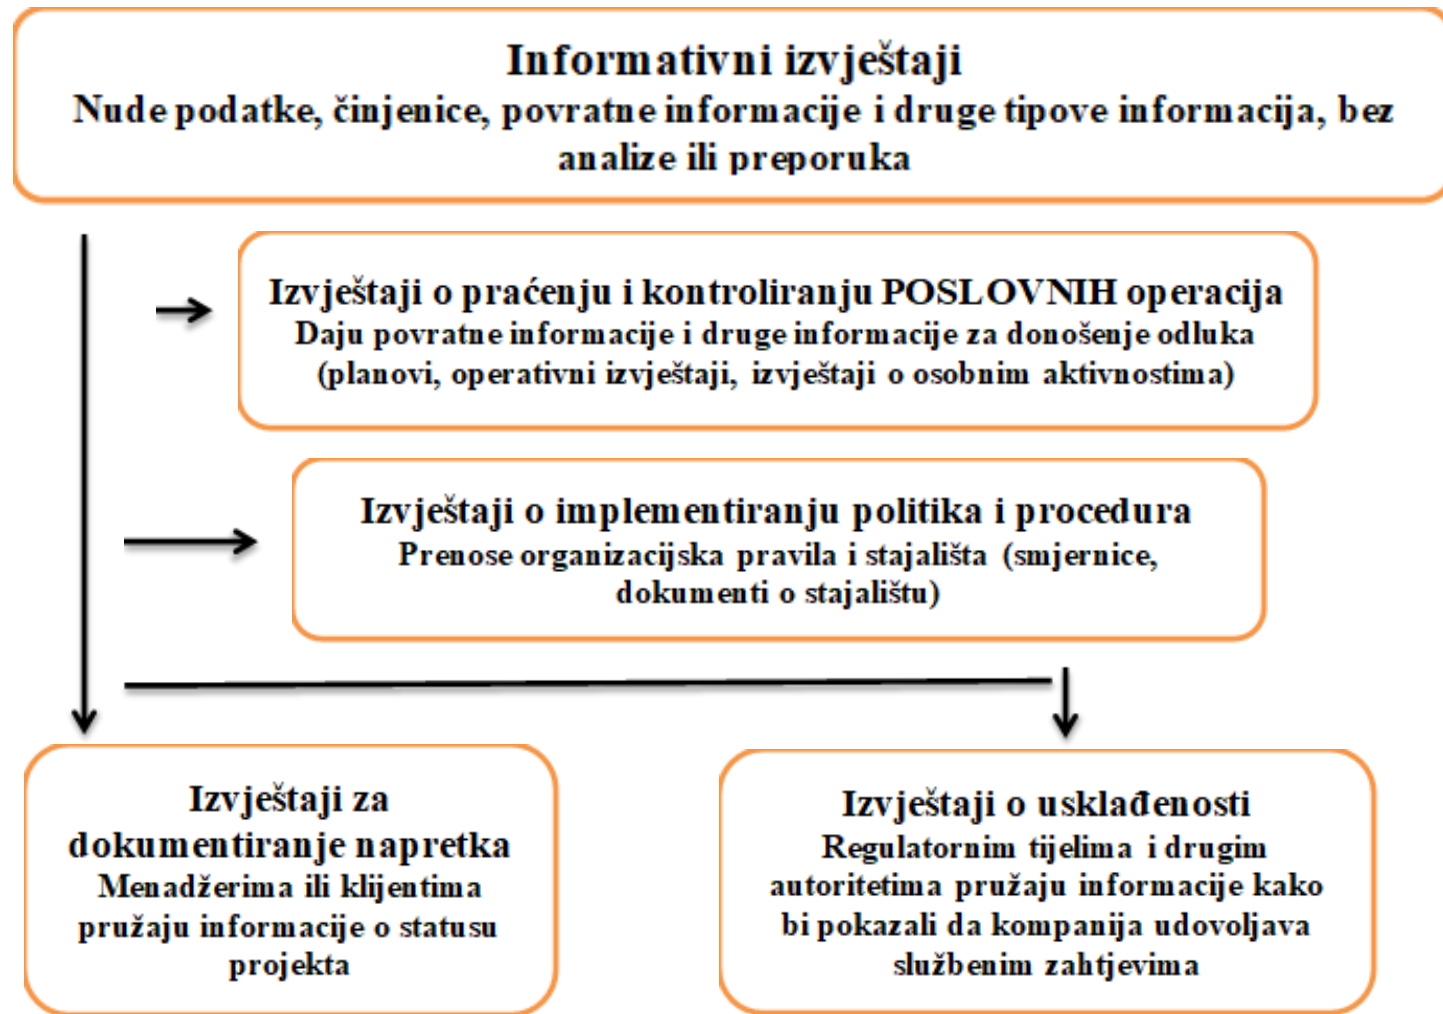 Informativni izvještaji
Nude podatke, činjenice, povratne informacije i druge tipove informacija, bez
analize ili preporuka
Izvještaji o praćenju i kontroliranju POSLOVNIH operacija
Daju povratne informacije i druge informacije za donošenje odluka
(planovi, operativni izvještaji, izvještaji o osobnim aktivnostima)
Izvještaji o implementiranju politika i procedura
Prenose organizacijska pravila i stajališta (smjernice,
dokumenti o stajalištu)
Izvještaji za
dokumentiranje napretka
Menadžerima ili klijentima
pružaju informacije o statusu
projekta
Izvještaji o usklađenosti
Regulatornim tijelima i drugim
autoritetima pružaju informacije kako
bi pokazali da kompanija udovoljava
službenim zahtjevima